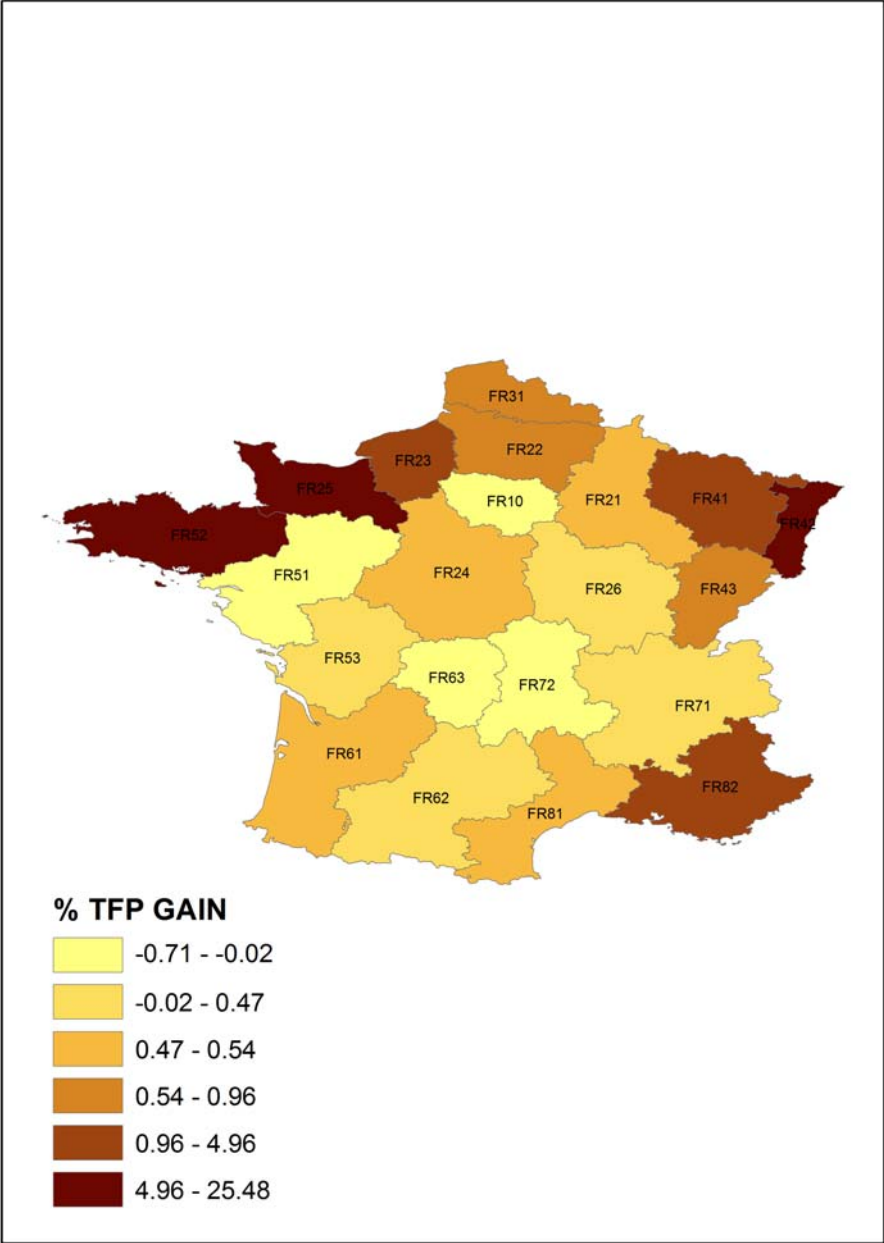 FR31
FR22
FR23
FR25
FR10
FR21
FR41
FR42
FR52
FR51
FR24
FR26
FR43
FR53
FR63
FR72
FR71
FR61
FR62
FR81
FR82
% TFP GAIN
-0.71 - -0.02
-0.02 - 0.47
0.47 - 0.54
0.54 - 0.96
0.96 - 4.96
4.96 - 25.48